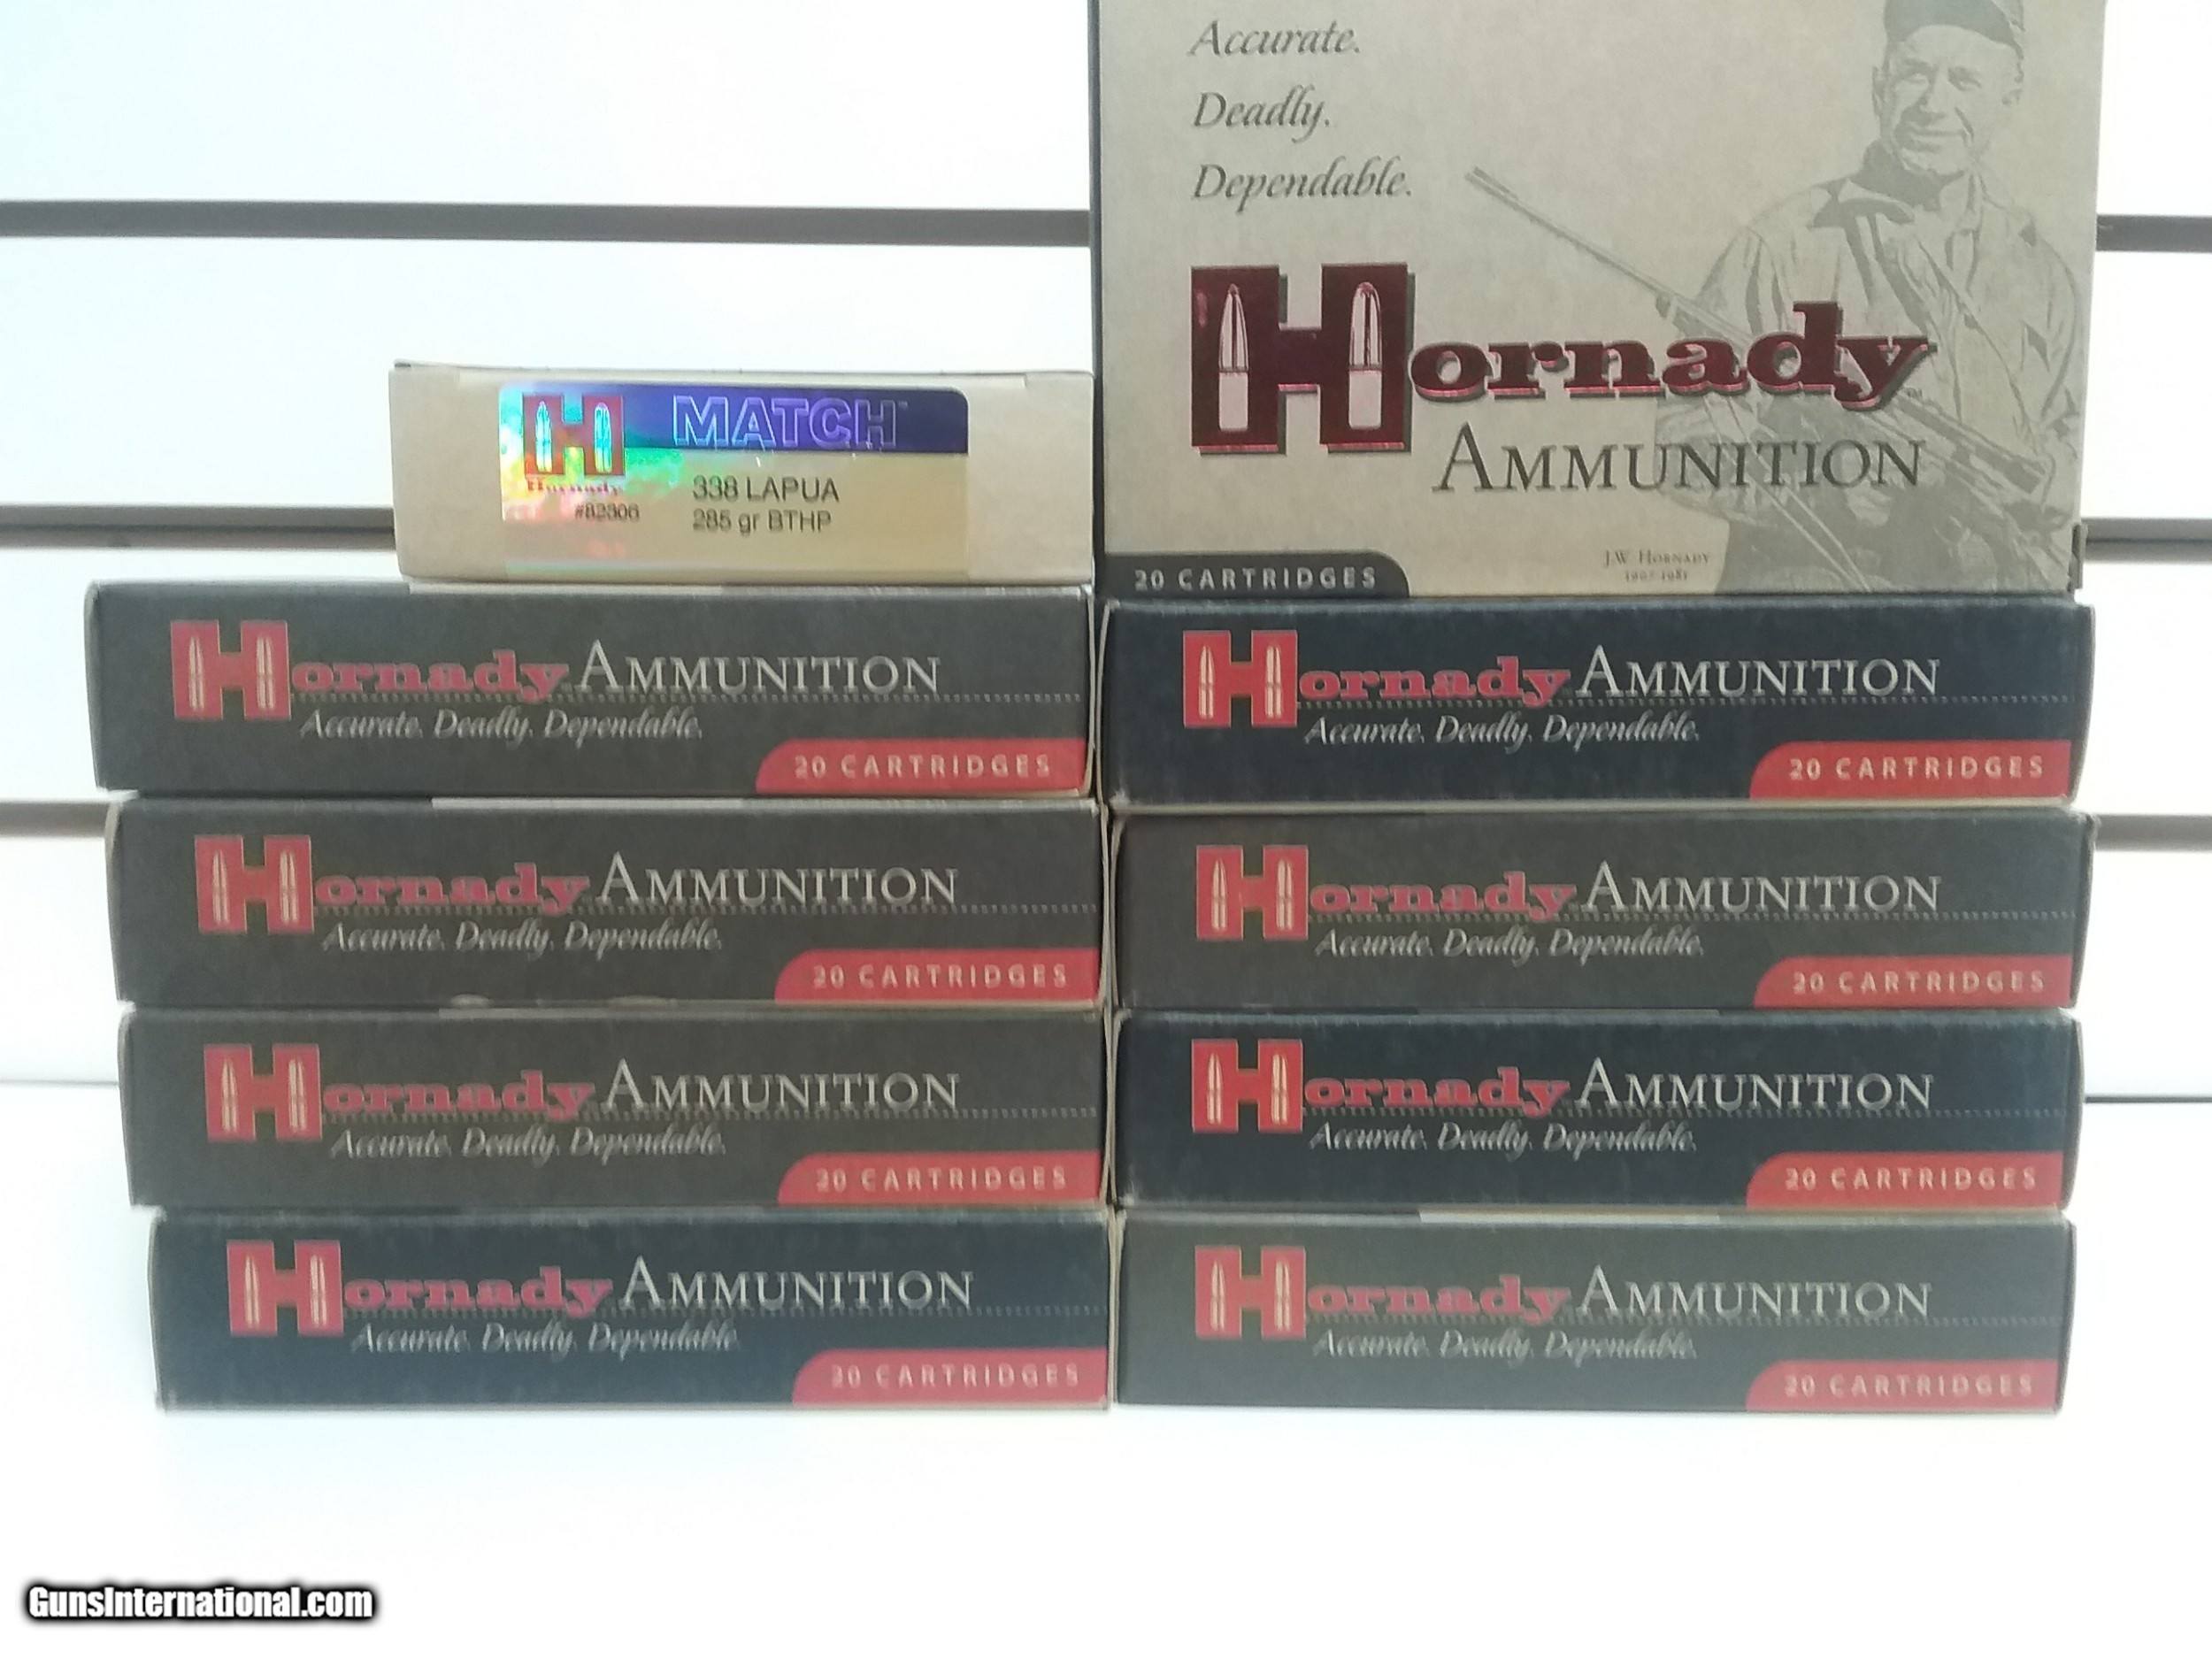 Accurate.
Deadly.
Dependable.
Hornady™
AMMUNITION
J.W. HORNADY
20 CARTRIDGES
MATCH™
Hornady
338 LAPUA
#82306
285 gr BTHP
Hornady AMMUNITION
Accurate. Deadly. Dependable.
20 CARTRIDGES
Hornady AMMUNITION
Accurate. Deadly. Dependable.
20 CARTRIDGES
Hornady AMMUNITION
Accurate. Deadly. Dependable.
20 CARTRIDGES
Hornady AMMUNITION
Accurate. Deadly. Dependable.
20 CARTRIDGES
Hornady AMMUNITION
Accurate. Deadly. Dependable.
20 CARTRIDGES
Hornady AMMUNITION
Accurate. Deadly. Dependable.
20 CARTRIDGES
Hornady AMMUNITION
Accurate. Deadly. Dependable.
20 CARTRIDGES
Hornady AMMUNITION
Accurate. Deadly. Dependable.
20 CARTRIDGES
GunsInternational.com